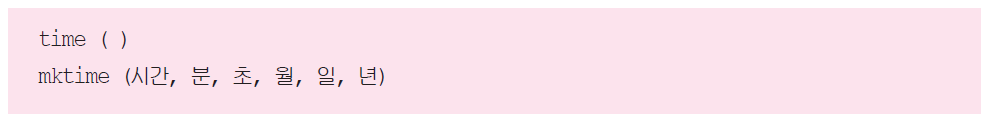 time ( )
mktime (시간, 분, 초, 월, 일, 년)